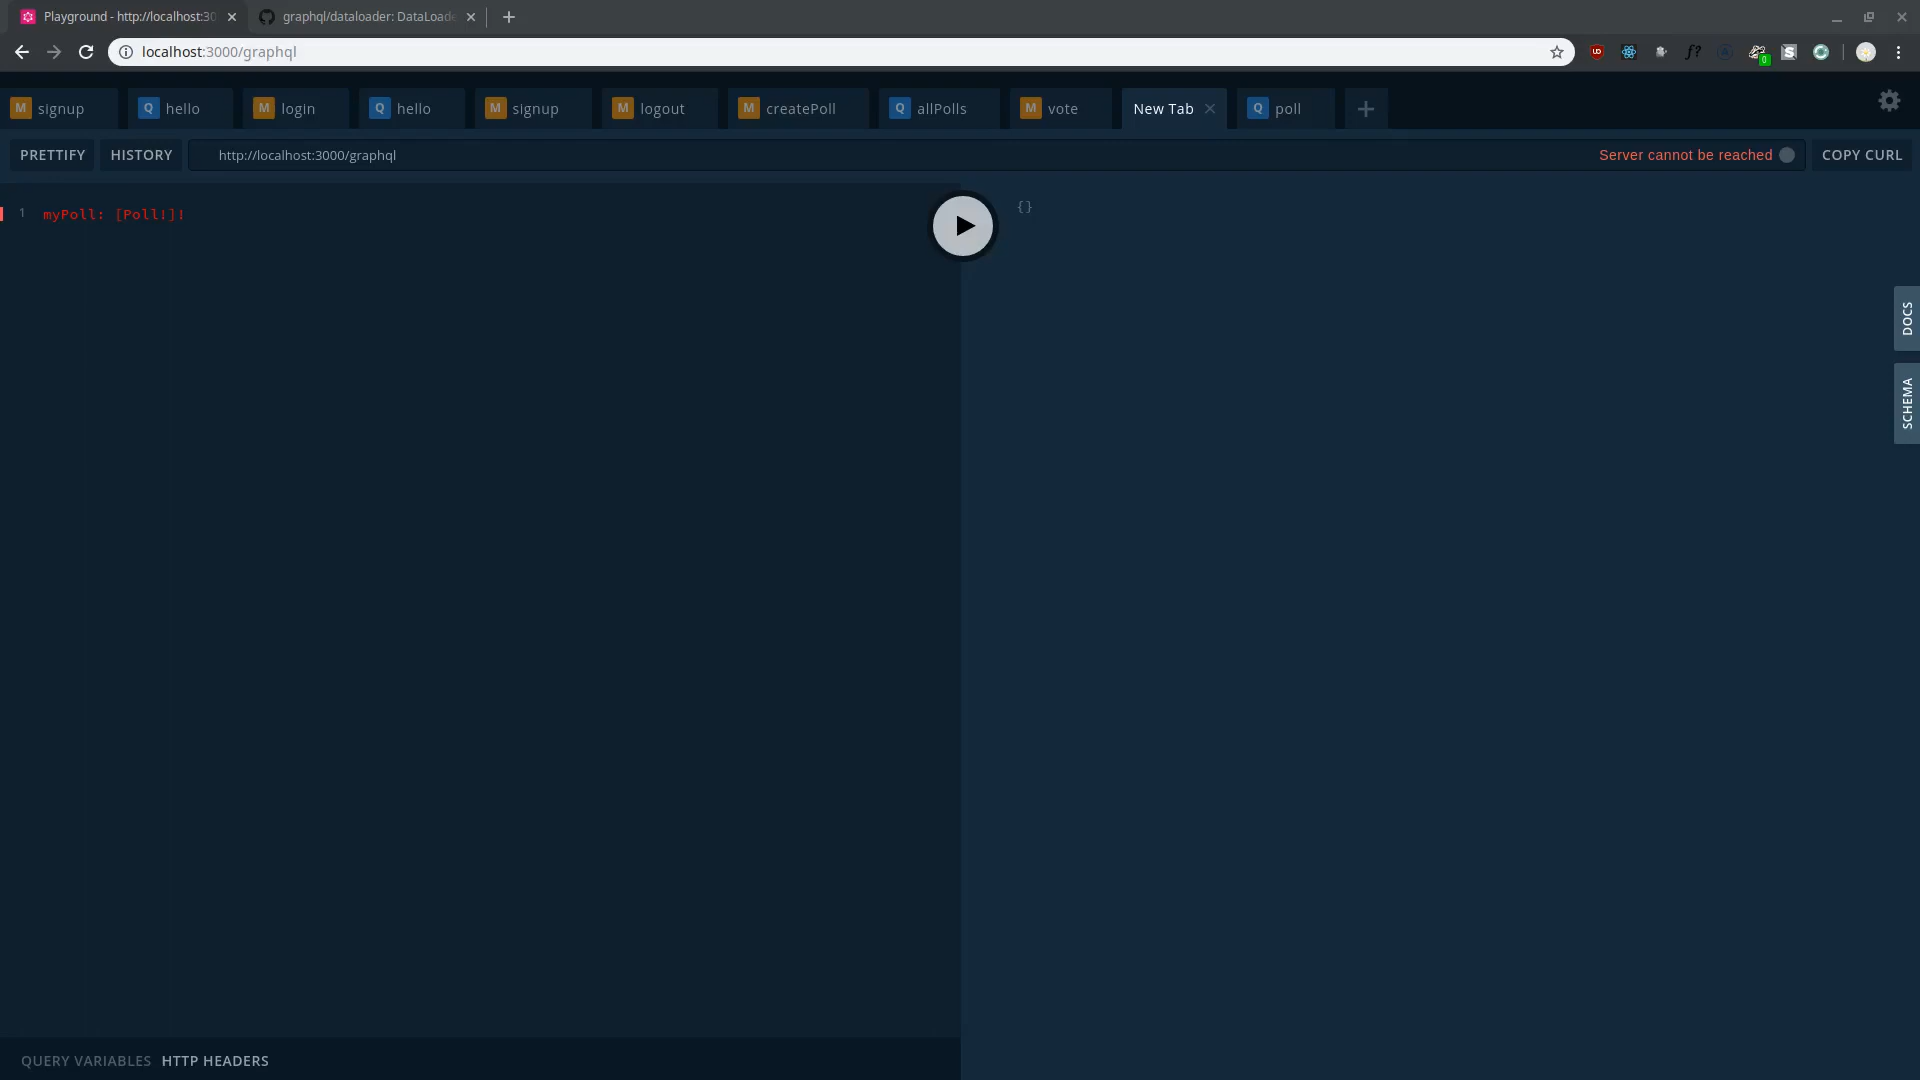 Playground - http://localhost:30
graphql/dataloader: DataLoade
localhost:3000/graphql
M signup
Q hello
M login
Q hello
M signup
M logout
M createPoll
Q allPolls
M vote
New Tab
Q poll
PRETTIFY
HISTORY
http://localhost:3000/graphql
Server cannot be reached
COPY CURL
1 myPoll: [Poll!]!
{}
DOCS
SCHEMA
QUERY VARIABLES
HTTP HEADERS